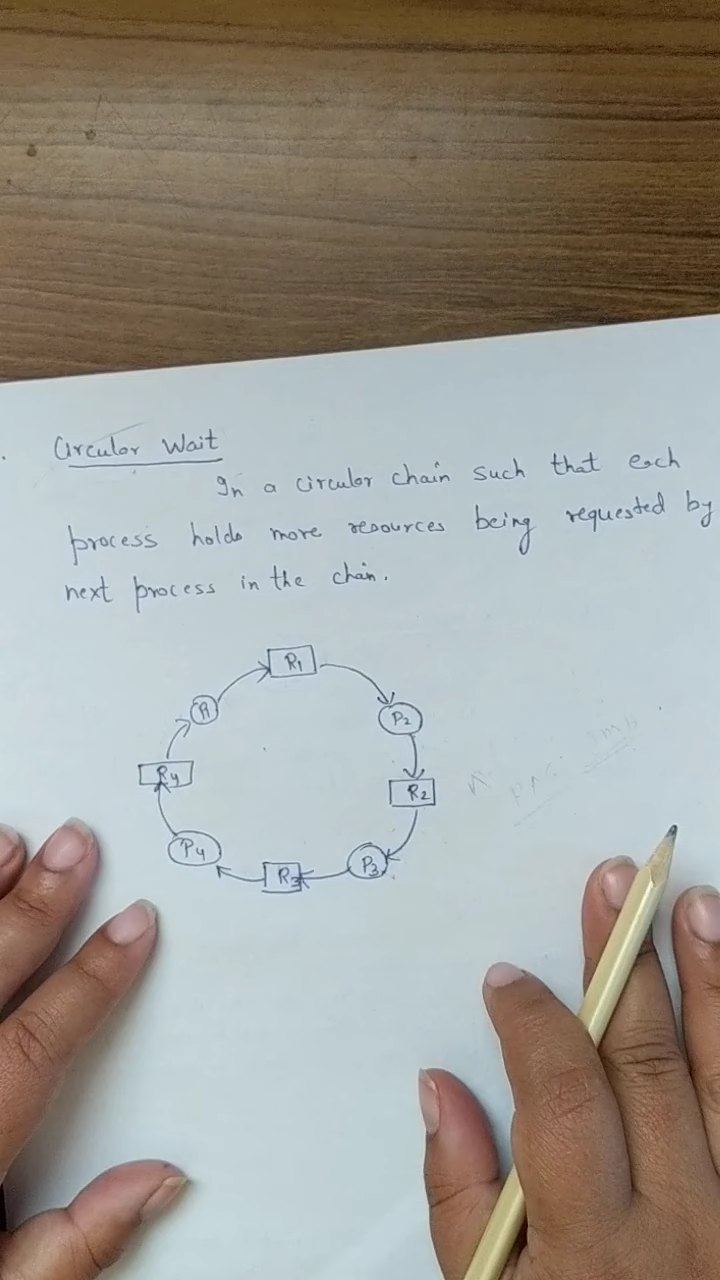 Circular Wait
In a circular chain such that each
process holds more resources being requested by
next process in the chain.
R1
P2
R4
R2
P4
R3
P3